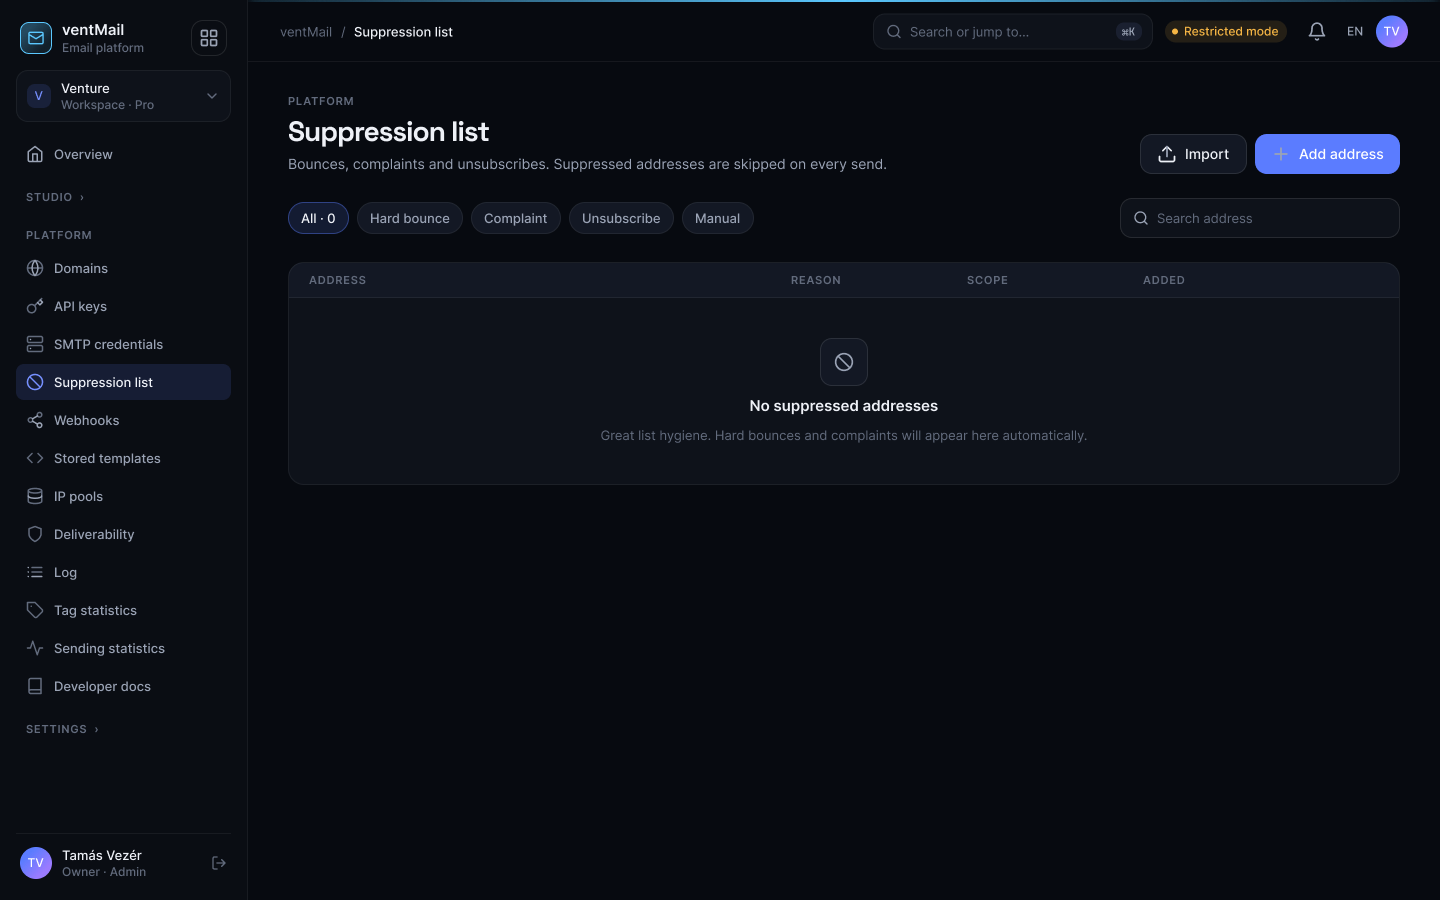 ventMail
Email platform
V
Venture
Workspace · Pro
Overview
STUDIO ›
PLATFORM
Domains
API keys
SMTP credentials
Suppression list
Webhooks
Stored templates
IP pools
Deliverability
Log
Tag statistics
Sending statistics
Developer docs
SETTINGS ›
TV
Tamás Vezér
Owner · Admin
ventMail / Suppression list
Search or jump to...
⌘K
Restricted mode
EN
TV
PLATFORM
Suppression list
Bounces, complaints and unsubscribes. Suppressed addresses are skipped on every send.
Import
Add address
All · 0
Hard bounce
Complaint
Unsubscribe
Manual
Search address
ADDRESS REASON SCOPE ADDED
No suppressed addresses
Great list hygiene. Hard bounces and complaints will appear here automatically.